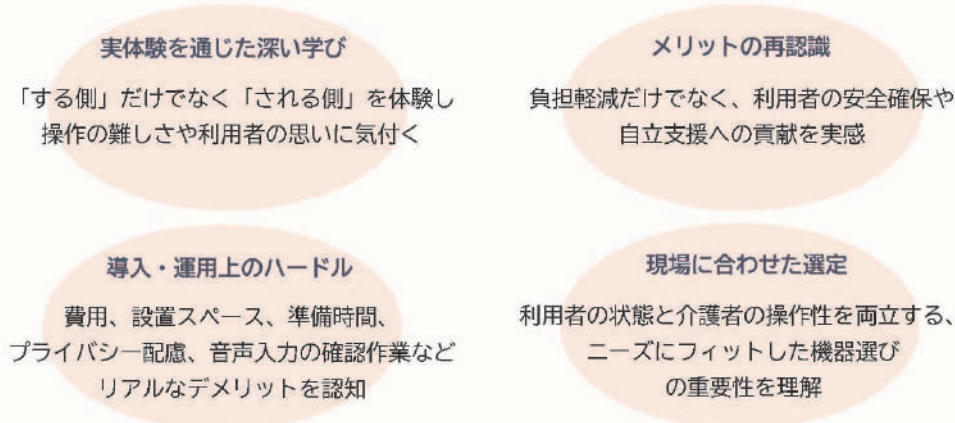 実体験を通じた深い学び
「する側」だけでなく「される側」を体験し
操作の難しさや利用者の思いに気付く
メリットの再認識
負担軽減だけでなく、利用者の安全確保や
自立支援への貢献を実感
導入・運用上のハードル
費用、設置スペース、準備時間、
プライバシー配慮、音声入力の確認作業など
リアルなデメリットを認知
現場に合わせた選定
利用者の状態と介護者の操作性を両立する、
ニーズにフィットした機器選び
の重要性を理解